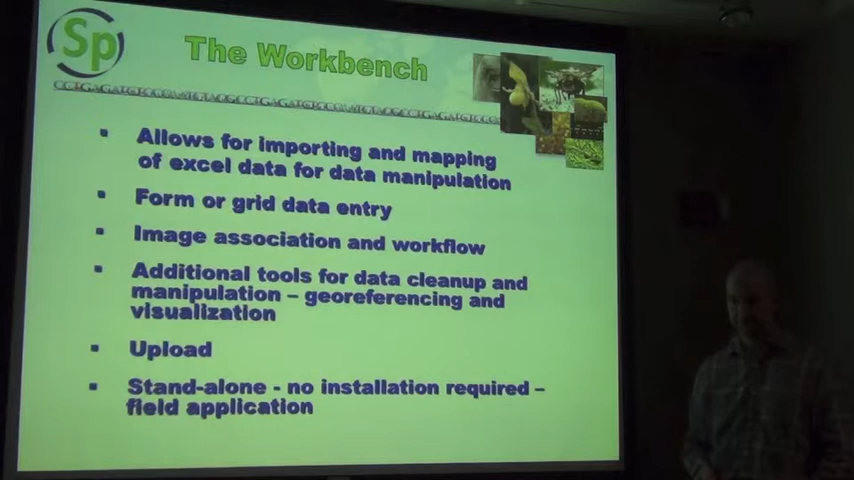 Sp
The Workbench
Allows for importing and mapping
of excel data for data manipulation
Form or grid data entry
Image association and workflow
Additional tools for data cleanup and
manipulation – georeferencing and
visualization
Upload
Stand-alone - no installation required –
field application